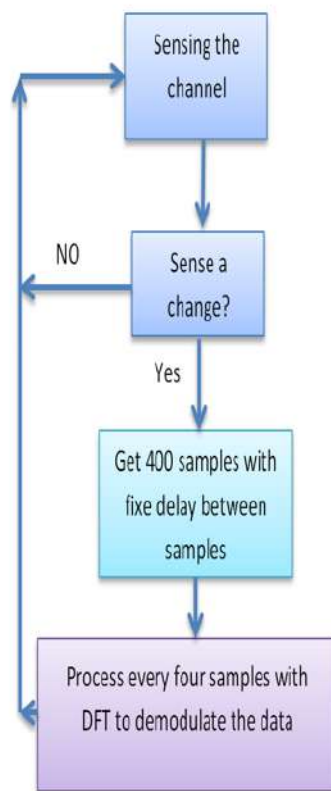 Sensing the
channel
NO
Sense a
change?
Yes
Get 400 samples with
fixe delay between
samples
Process every four samples with
DFT to demodulate the data